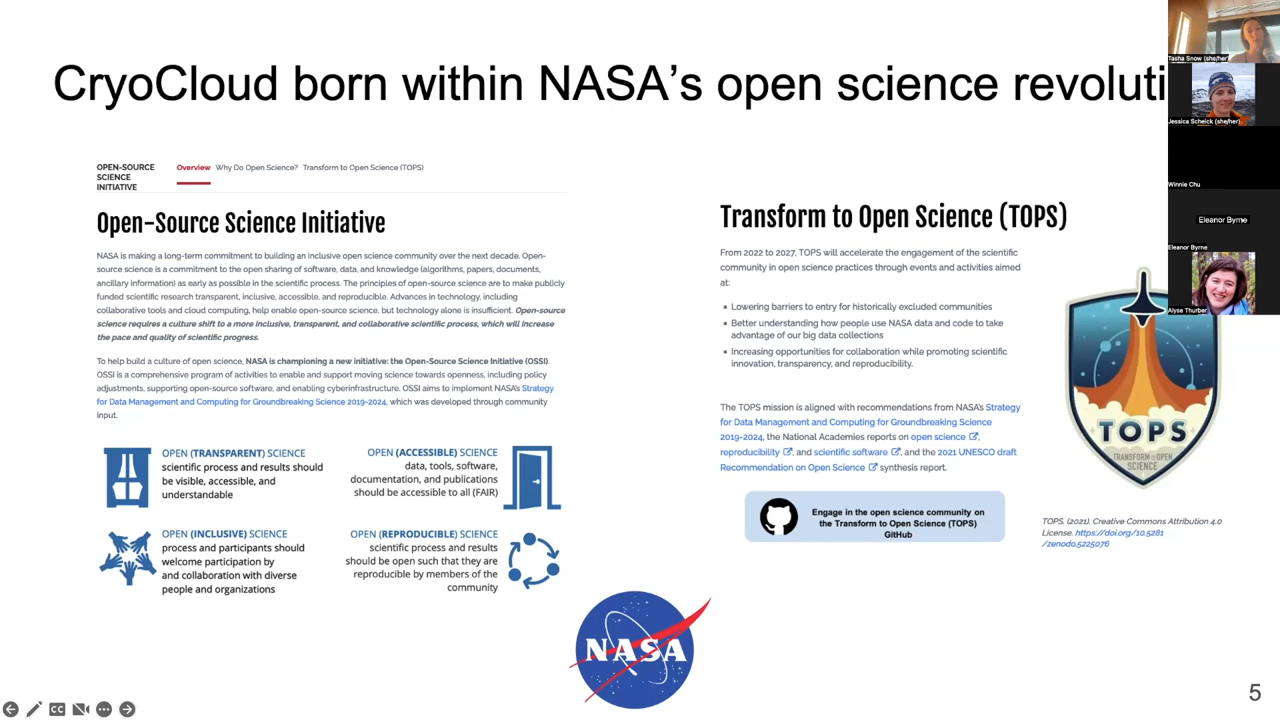 CryoCloud born within NASA's open science revoluti
OPEN-SOURCE
SCIENCE
INITIATIVE
Overview Why Do Open Science? Transform to Open Science (TOPS)
Open-Source Science Initiative
NASA is making a long-term commitment to building an inclusive open science community over the next decade. Open-
source science is a commitment to the open sharing of software, data, and knowledge (algorithms, papers, documents,
ancillary information) as early as possible in the scientific process. The principles of open-source science are to make publicly
funded scientific research transparent, inclusive, accessible, and reproducible. Advances in technology, including
collaborative tools and cloud computing, help enable open-source science, but technology alone is insufficient. Open-source
science requires a culture shift to a more inclusive, transparent, and collaborative scientific process, which will increase
the pace and quality of scientific progress.
To help build a culture of open science, NASA is championing a new initiative: the Open-Source Science Initiative (OSSI).
OSSI is a comprehensive program of activities to enable and support moving science towards openness, including policy
adjustments, supporting open-source software, and enabling cyberinfrastructure. OSSI aims to implement NASA's Strategy
for Data Management and Computing for Groundbreaking Science 2019-2024, which was developed through community
input.
OPEN (TRANSPARENT) SCIENCE
scientific process and results should
be visible, accessible, and
understandable
OPEN (ACCESSIBLE) SCIENCE
data, tools, software,
documentation, and publications
should be accessible to all (FAIR)
OPEN (INCLUSIVE) SCIENCE
process and participants should
welcome participation by
and collaboration with diverse
people and organizations
OPEN (REPRODUCIBLE) SCIENCE
scientific process and results
should be open such that they are
reproducible by members of the
community
Transform to Open Science (TOPS)
From 2022 to 2027, TOPS will accelerate the engagement of the scientific
community in open science practices through events and activities aimed
at:
▪ Lowering barriers to entry for historically excluded communities
▪ Better understanding how people use NASA data and code to take
advantage of our big data collections
▪ Increasing opportunities for collaboration while promoting scientific
innovation, transparency, and reproducibility.
The TOPS mission is aligned with recommendations from NASA's Strategy
for Data Management and Computing for Groundbreaking Science
2019-2024, the National Academies reports on open science,
reproducibility, and scientific software, and the 2021 UNESCO draft
Recommendation on Open Science synthesis report.
Engage in the open science community on
the Transform to Open Science (TOPS)
GitHub
TOPS
TRANSFORM TO OPEN
SCIENCE
TOPS. (2021). Creative Commons Attribution 4.0
License. https://doi.org/10.5281
/zenodo.5225076
NASA
5
CC
Tasha Snow (she/her)
Jessica Scheick (she/her)
Winnie Chu
Eleanor Byrne
Eleanor Byrne
Alyse Thurber